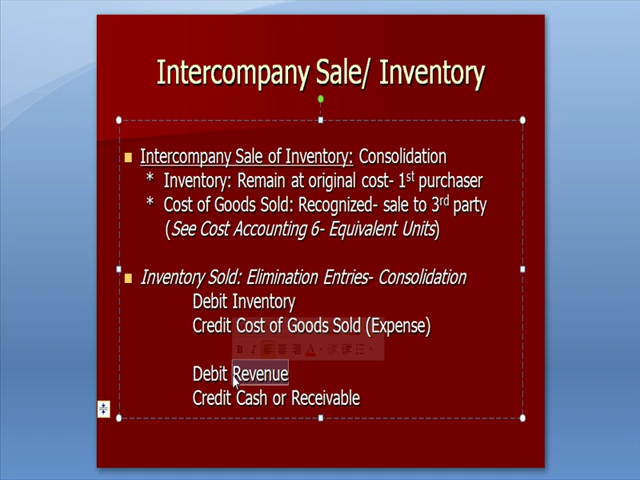 Intercompany Sale/ Inventory
Intercompany Sale of Inventory: Consolidation
* Inventory: Remain at original cost- 1st purchaser
* Cost of Goods Sold: Recognized- sale to 3rd party
(See Cost Accounting 6- Equivalent Units)
Inventory Sold: Elimination Entries- Consolidation
Debit Inventory
Credit Cost of Goods Sold (Expense)
Debit Revenue
Credit Cash or Receivable